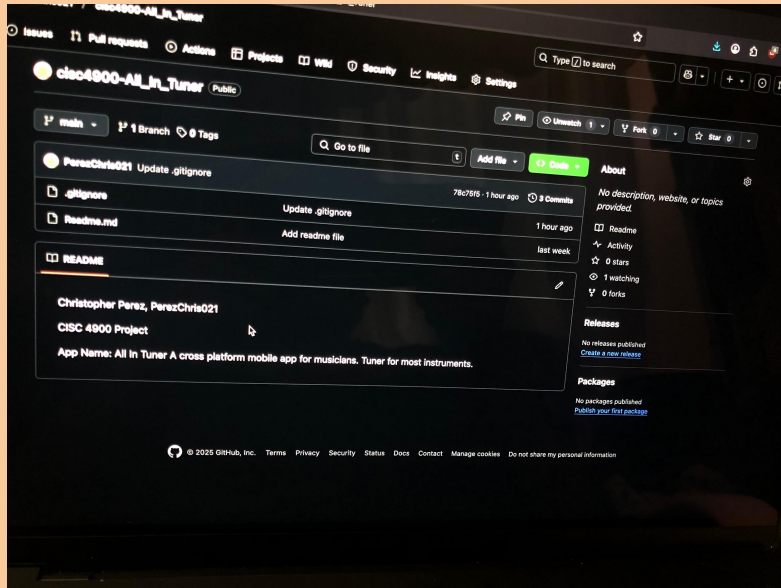 cisc4900-All_In_Tuner
Issues Pull requests Actions Projects Wiki Security Insights Settings
Type / to search
cisc4900-All_In_Tuner Public
Pin Unwatch 1 Fork 0 Star 0
main 1 Branch 0 Tags Go to file t Add file Code
PerezChris021 Update .gitignore 78c75f5 · 1 hour ago 3 Commits
.gitignore Update .gitignore 1 hour ago
Readme.md Add readme file last week
README
Christopher Perez, PerezChris021
CISC 4900 Project
App Name: All In Tuner A cross platform mobile app for musicians. Tuner for most instruments.
About
No description, website, or topics
provided.
Readme
Activity
0 stars
1 watching
0 forks
Releases
No releases published
Create a new release
Packages
No packages published
Publish your first package
© 2025 GitHub, Inc. Terms Privacy Security Status Docs Contact Manage cookies Do not share my personal information